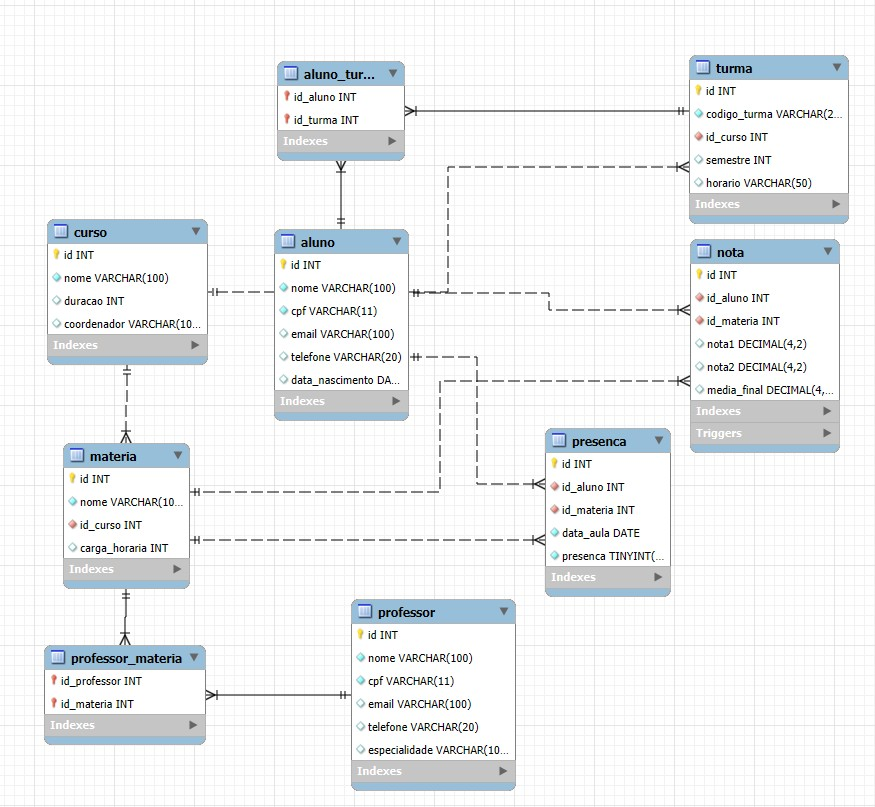 aluno_tur...
id_aluno INT
id_turma INT
Indexes
turma
id INT
codigo_turma VARCHAR(2...
id_curso INT
semestre INT
horario VARCHAR(50)
Indexes
curso
id INT
nome VARCHAR(100)
duracao INT
coordenador VARCHAR(10...
Indexes
aluno
id INT
nome VARCHAR(100)
cpf VARCHAR(11)
email VARCHAR(100)
telefone VARCHAR(20)
data_nascimento DA...
Indexes
nota
id INT
id_aluno INT
id_materia INT
nota1 DECIMAL(4,2)
nota2 DECIMAL(4,2)
media_final DECIMAL(4,...
Indexes
Triggers
materia
id INT
nome VARCHAR(10...
id_curso INT
carga_horaria INT
Indexes
presenca
id INT
id_aluno INT
id_materia INT
data_aula DATE
presenca TINYINT(...
Indexes
professor_materia
id_professor INT
id_materia INT
Indexes
professor
id INT
nome VARCHAR(100)
cpf VARCHAR(11)
email VARCHAR(100)
telefone VARCHAR(20)
especialidade VARCHAR(10...
Indexes